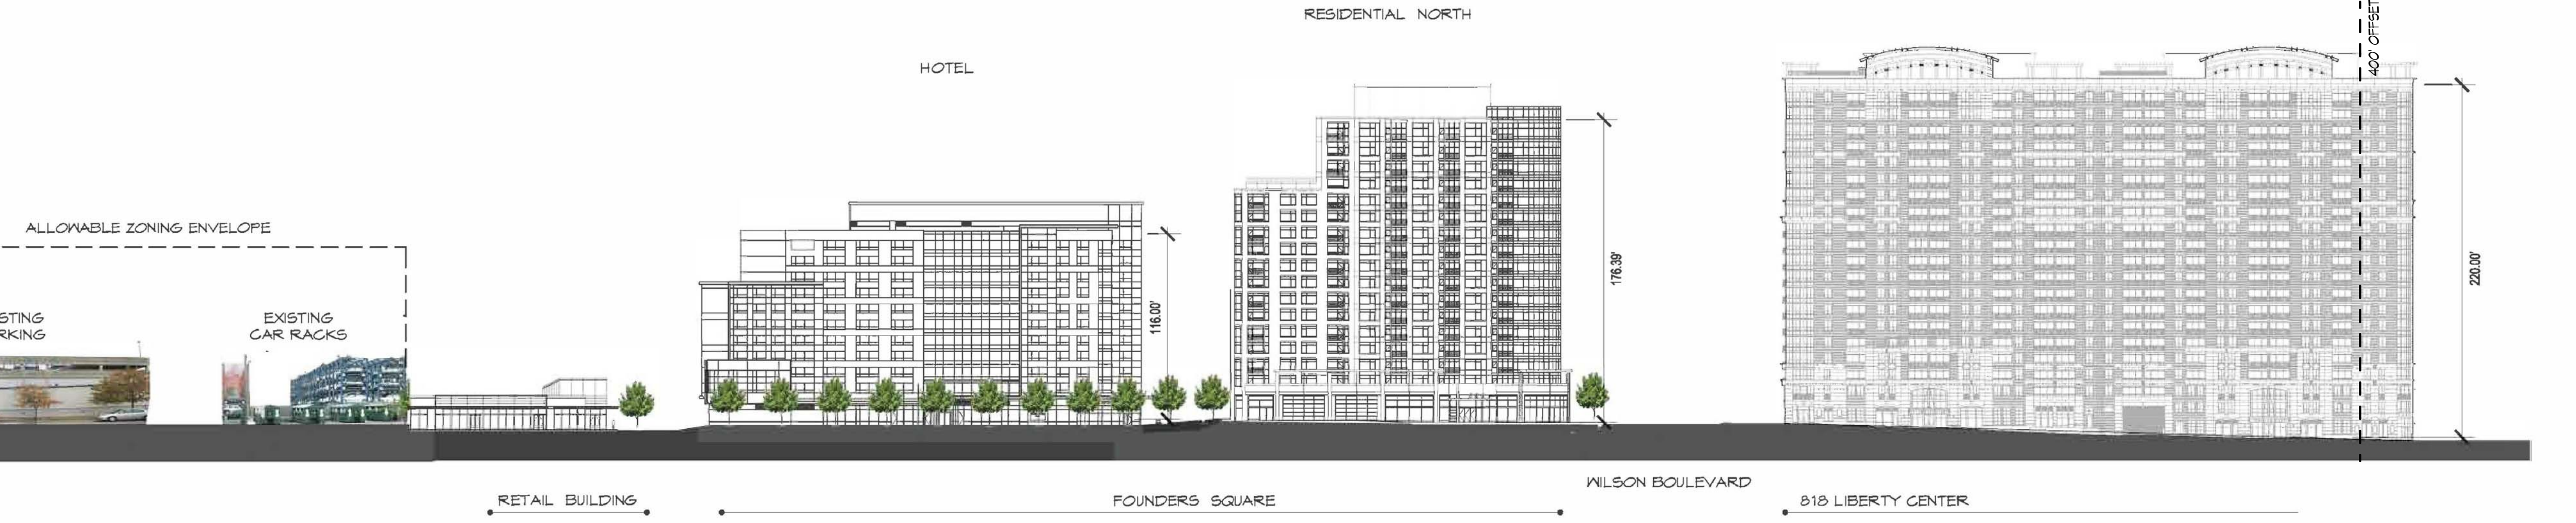 RESIDENTIAL NORTH
400' OFFSET
HOTEL
ALLOWABLE ZONING ENVELOPE
176.39'
220.00'
116.00'
STING
RKING
EXISTING
CAR RACKS
WILSON BOULEVARD
RETAIL BUILDING
FOUNDERS SQUARE
818 LIBERTY CENTER